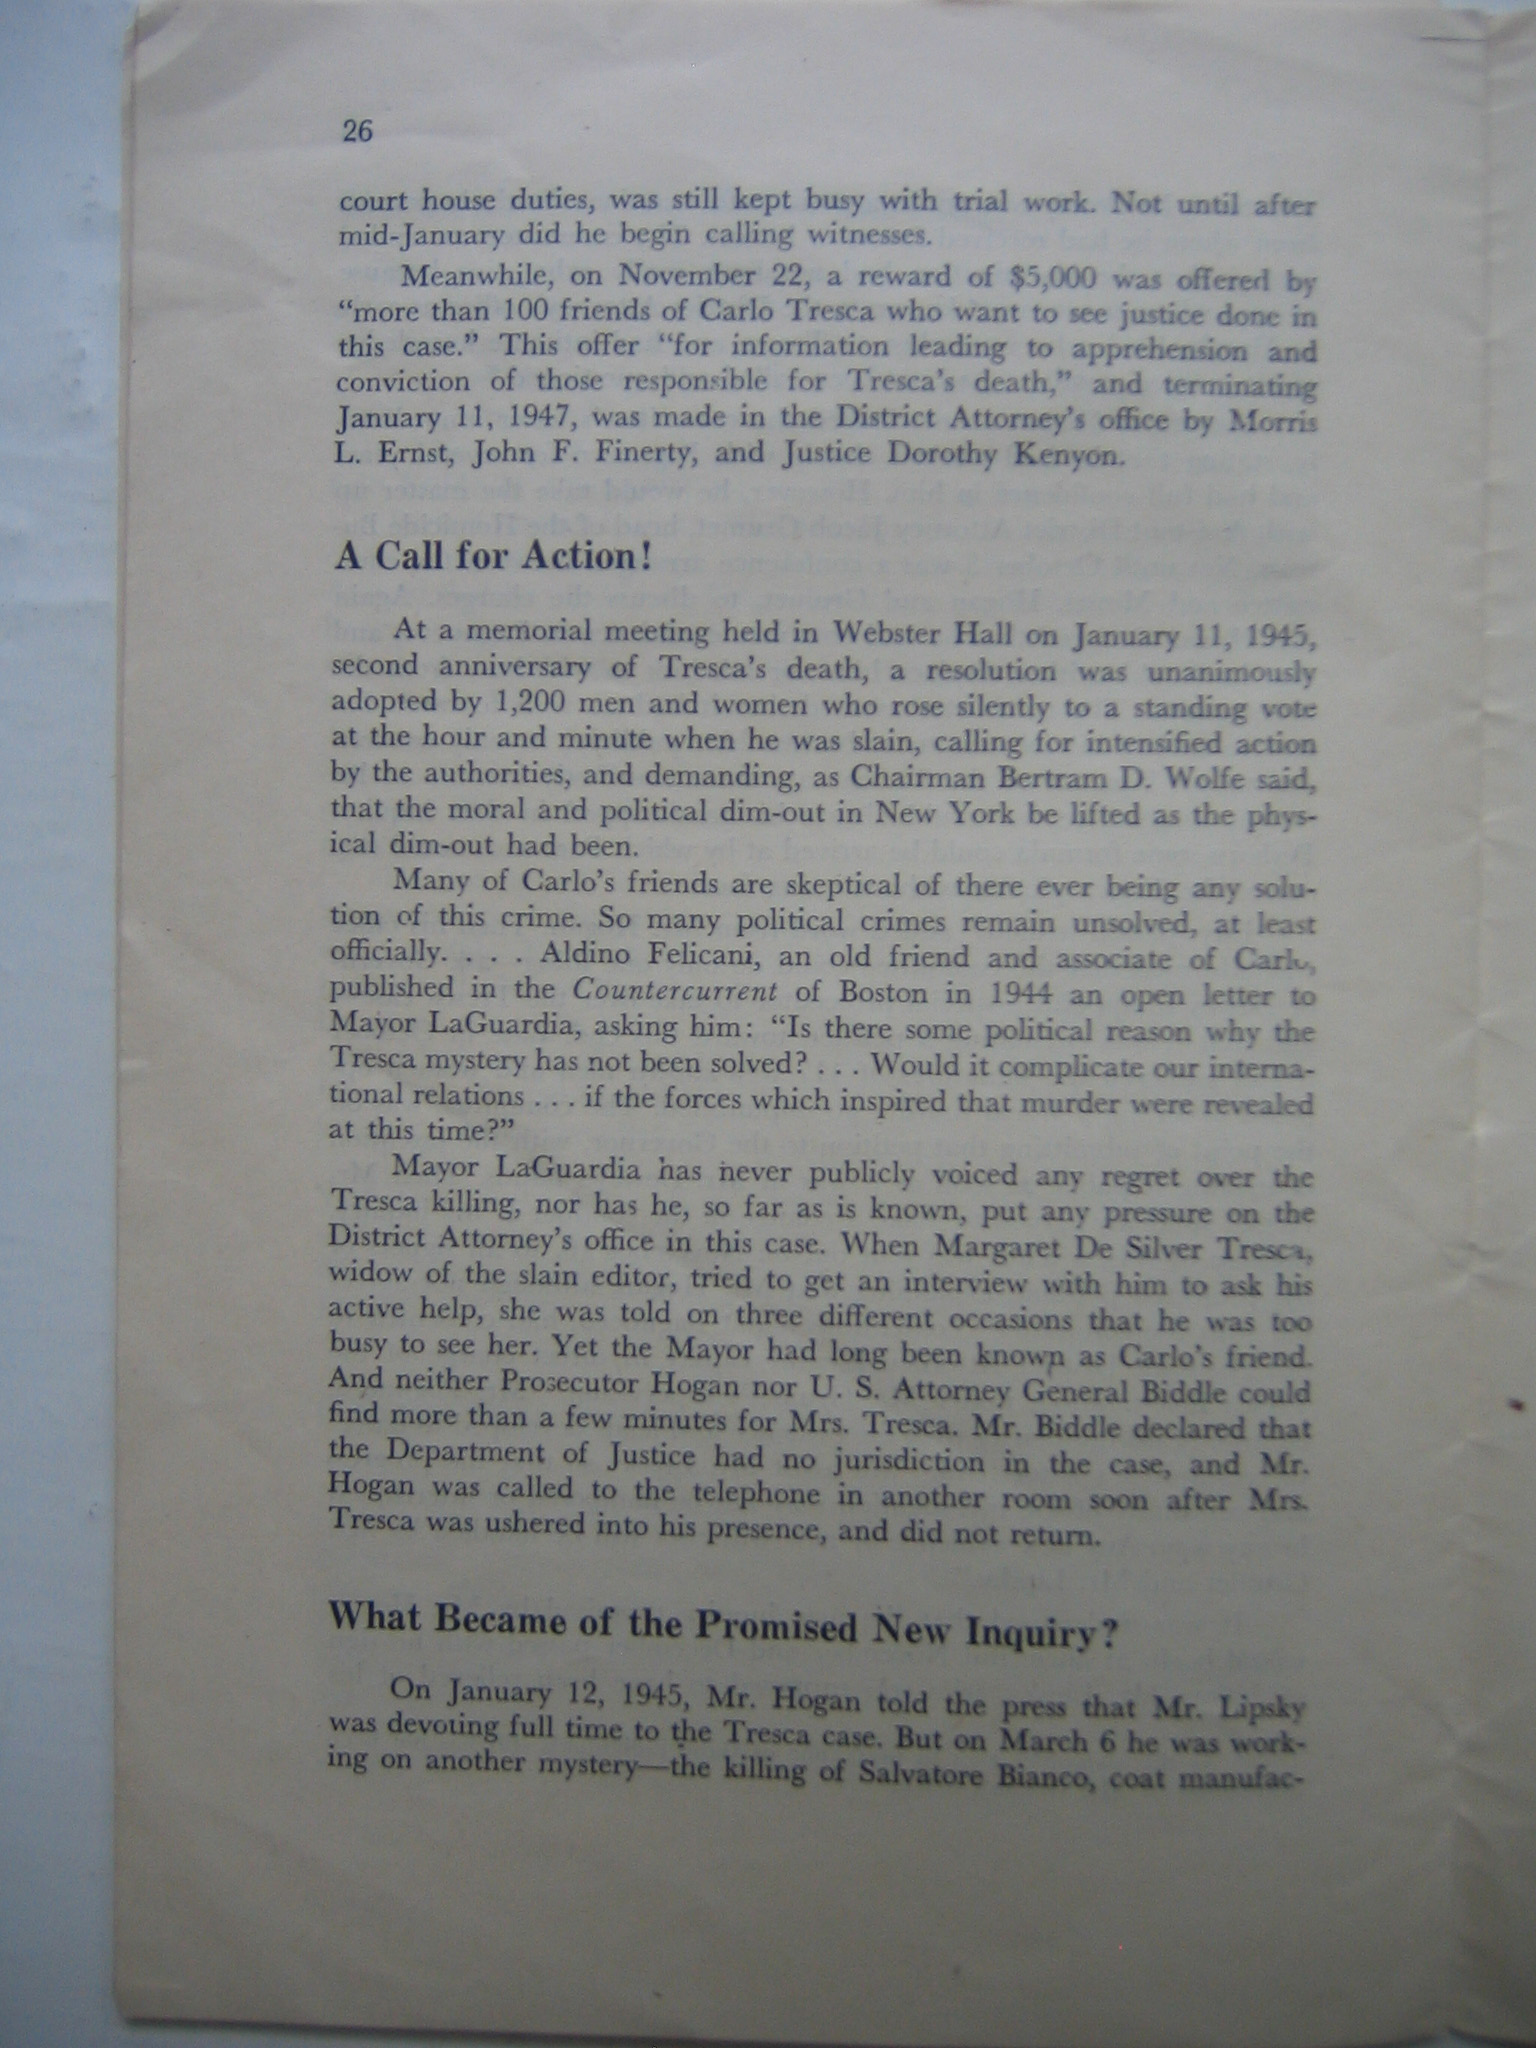 26
court house duties, was still kept busy with trial work. Not until after
mid-January did he begin calling witnesses.
Meanwhile, on November 22, a reward of $5,000 was offered by
“more than 100 friends of Carlo Tresca who want to see justice done in
this case.” This offer “for information leading to apprehension and
conviction of those responsible for Tresca’s death,” and terminating
January 11, 1947, was made in the District Attorney’s office by Morris
L. Ernst, John F. Finerty, and Justice Dorothy Kenyon.
A Call for Action!
At a memorial meeting held in Webster Hall on January 11, 1945,
second anniversary of Tresca’s death, a resolution was unanimously
adopted by 1,200 men and women who rose silently to a standing vote
at the hour and minute when he was slain, calling for intensified action
by the authorities, and demanding, as Chairman Bertram D. Wolfe said,
that the moral and political dim-out in New York be lifted as the phys-
ical dim-out had been.
Many of Carlo’s friends are skeptical of there ever being any solu-
tion of this crime. So many political crimes remain unsolved, at least
officially. . . . Aldino Felicani, an old friend and associate of Carlo,
published in the Countercurrent of Boston in 1944 an open letter to
Mayor LaGuardia, asking him: “Is there some political reason why the
Tresca mystery has not been solved? . . . Would it complicate our interna-
tional relations . . . if the forces which inspired that murder were revealed
at this time?”
Mayor LaGuardia has never publicly voiced any regret over the
Tresca killing, nor has he, so far as is known, put any pressure on the
District Attorney’s office in this case. When Margaret De Silver Tresca,
widow of the slain editor, tried to get an interview with him to ask his
active help, she was told on three different occasions that he was too
busy to see her. Yet the Mayor had long been known as Carlo’s friend.
And neither Prosecutor Hogan nor U. S. Attorney General Biddle could
find more than a few minutes for Mrs. Tresca. Mr. Biddle declared that
the Department of Justice had no jurisdiction in the case, and Mr.
Hogan was called to the telephone in another room soon after Mrs.
Tresca was ushered into his presence, and did not return.
What Became of the Promised New Inquiry?
On January 12, 1945, Mr. Hogan told the press that Mr. Lipsky
was devoting full time to the Tresca case. But on March 6 he was work-
ing on another mystery—the killing of Salvatore Bianco, coat manufac-